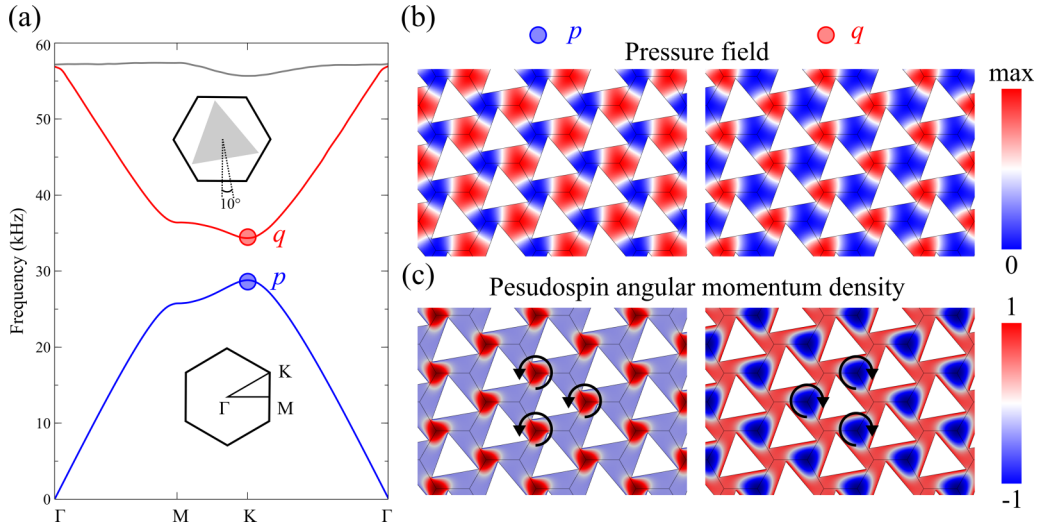 (a)
Frequency (kHz)
60
50
40
30
20
10
0
Γ
M
K
Γ
10°
q
p
K
Γ
M
(b)
p
q
Pressure field
max
0
(c)
Pesudospin angular momentum density
1
-1